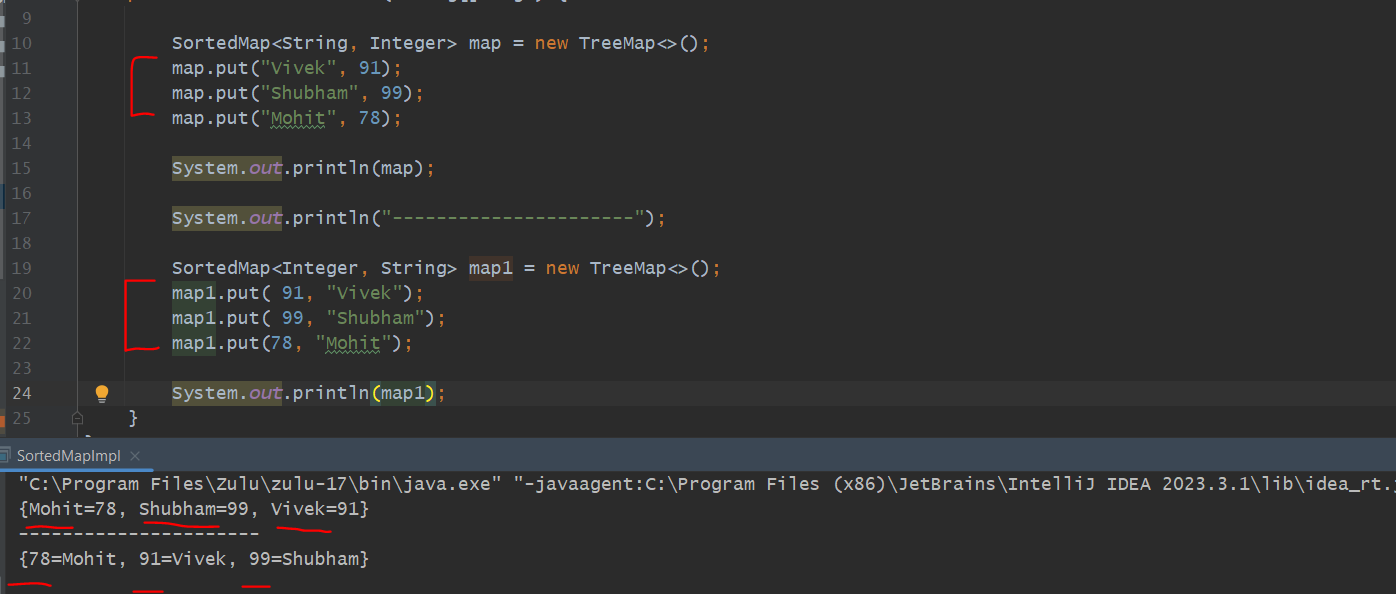 9
10 SortedMap<String, Integer> map = new TreeMap<>();
11 map.put("Vivek", 91);
12 map.put("Shubham", 99);
13 map.put("Mohit", 78);
14
15 System.out.println(map);
16
17 System.out.println("----------------------");
18
19 SortedMap<Integer, String> map1 = new TreeMap<>();
20 map1.put( 91, "Vivek");
21 map1.put( 99, "Shubham");
22 map1.put(78, "Mohit");
23
24 System.out.println(map1);
25 }
SortedMapImpl ×
"C:\Program Files\Zulu\zulu-17\bin\java.exe" "-javaagent:C:\Program Files (x86)\JetBrains\IntelliJ IDEA 2023.3.1\lib\idea_rt.
{Mohit=78, Shubham=99, Vivek=91}
----------------------
{78=Mohit, 91=Vivek, 99=Shubham}